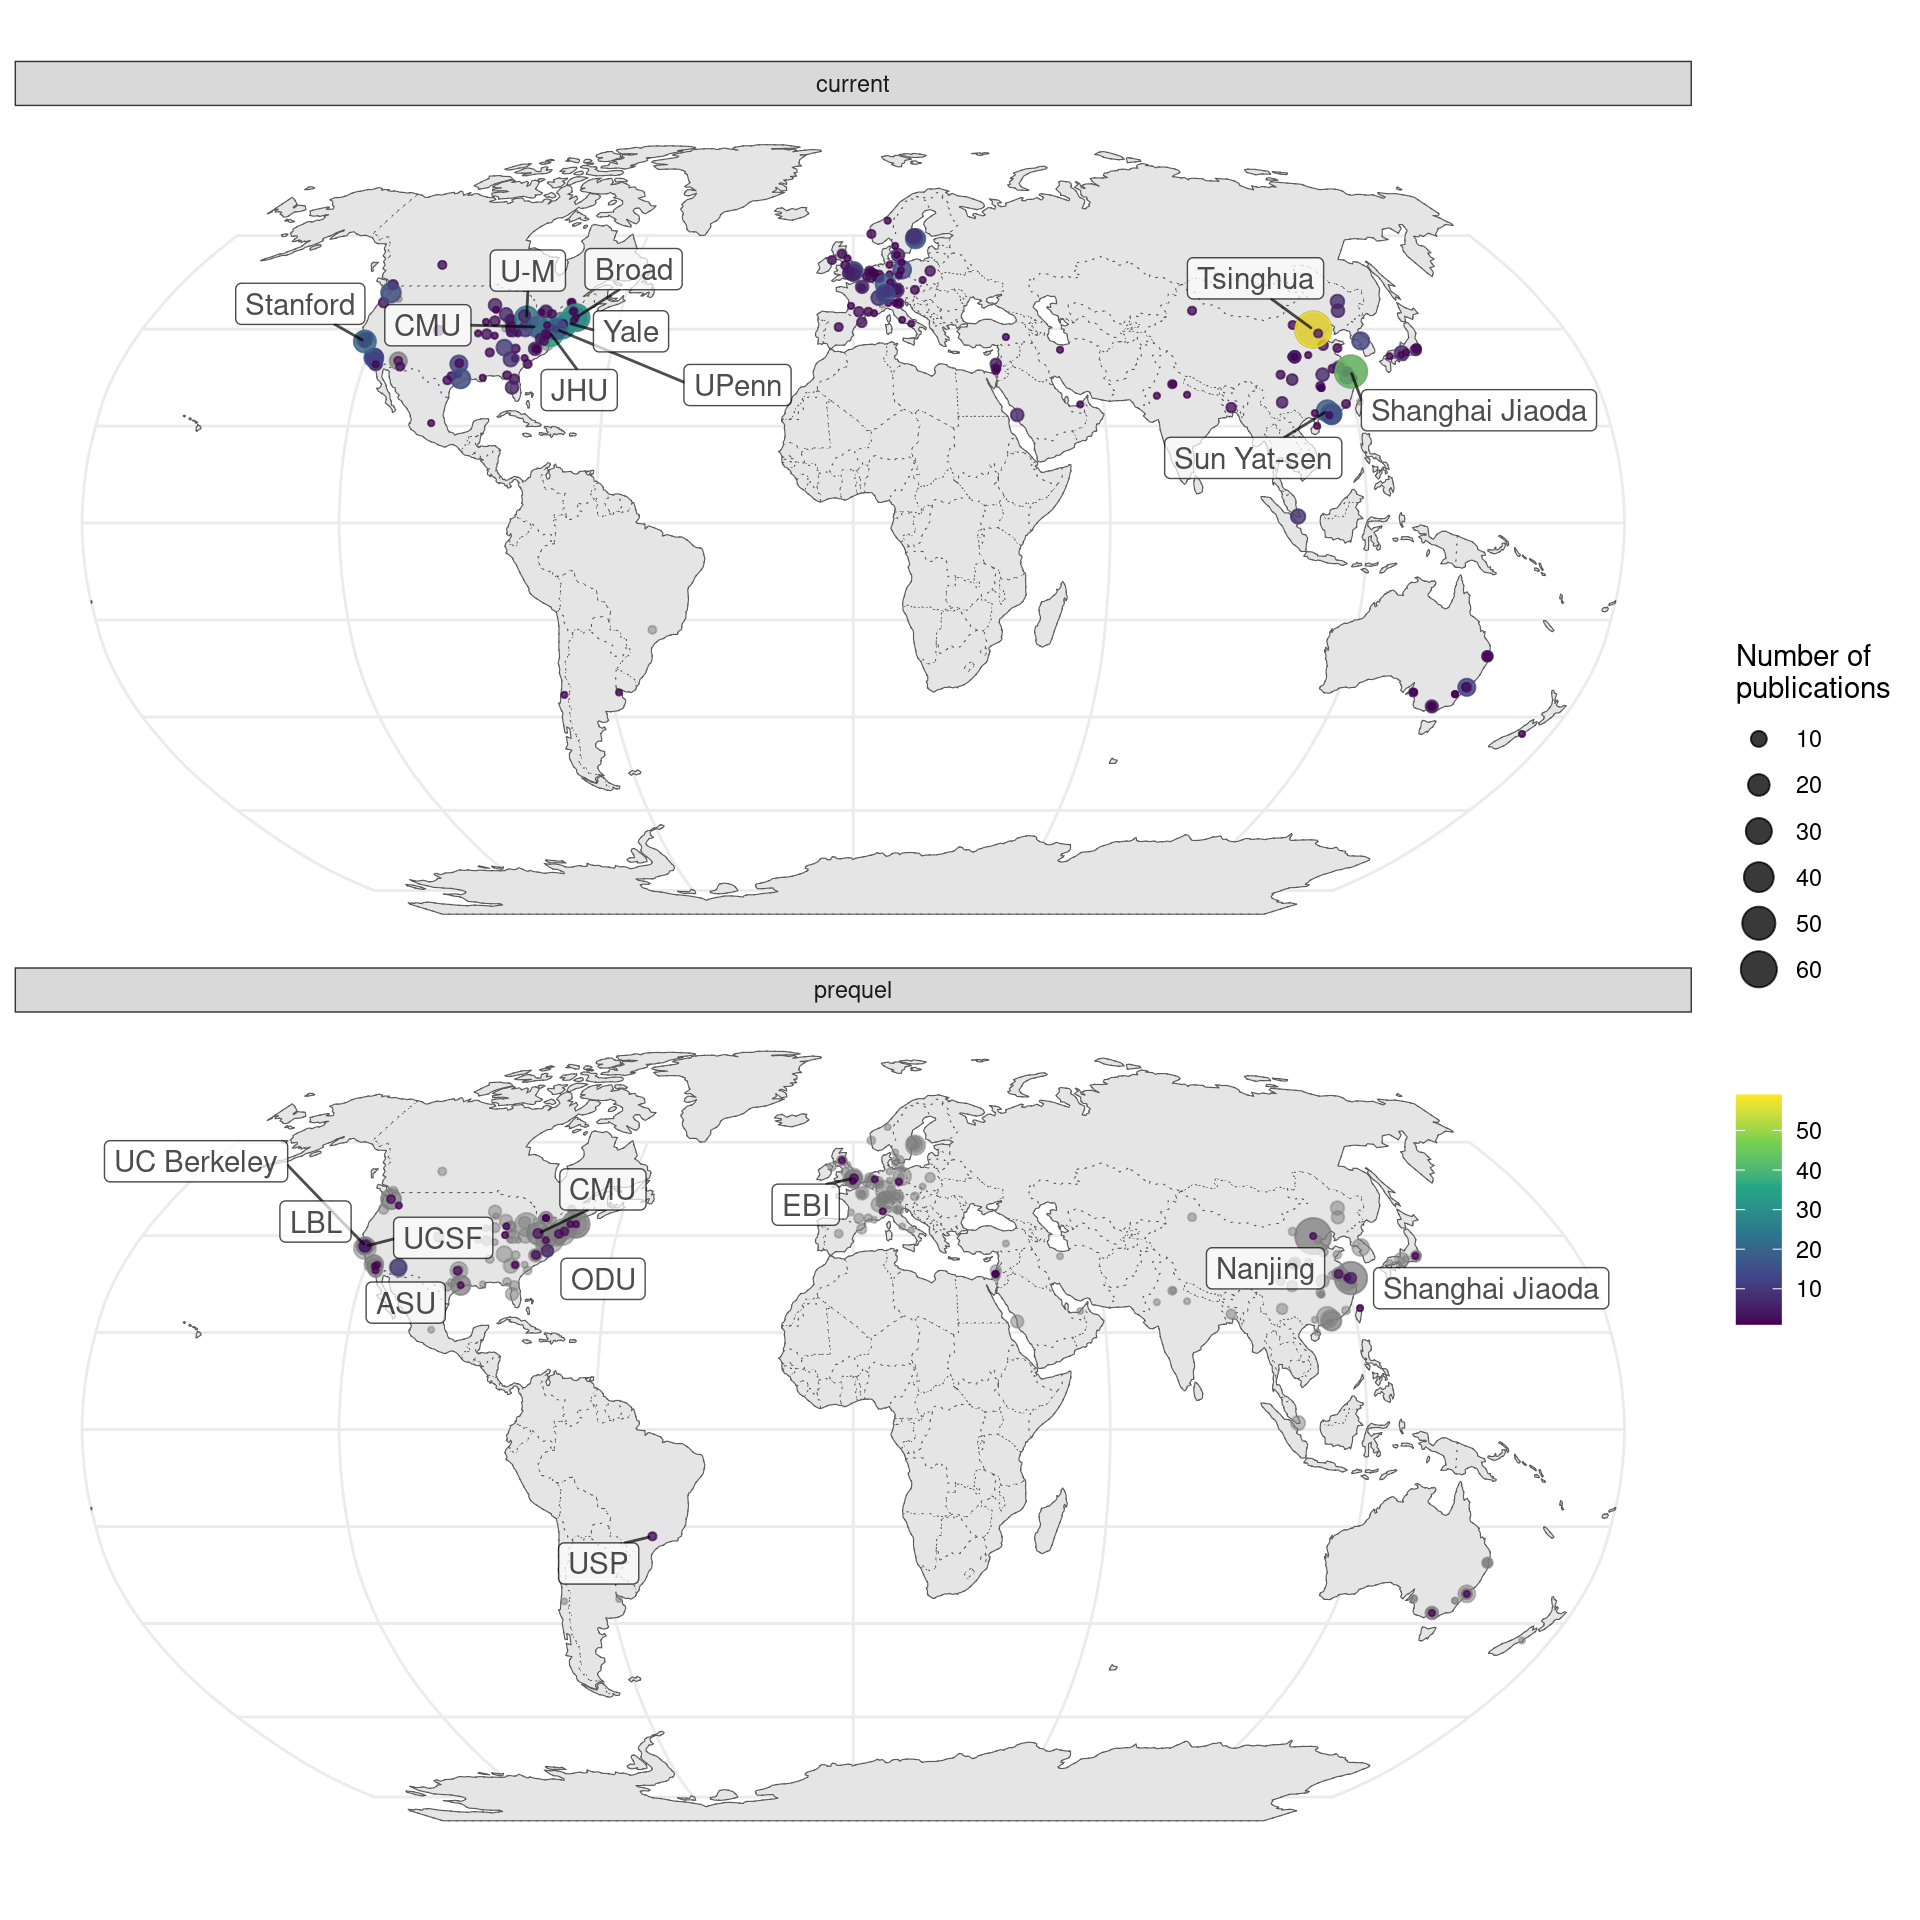 current
U-M
Broad
Tsinghua
Stanford
CMU
Yale
JHU
UPenn
Shanghai Jiaoda
Sun Yat-sen
Number of
publications
10
20
30
40
50
60
prequel
UC Berkeley
CMU
EBI
LBL
UCSF
Nanjing
ODU
Shanghai Jiaoda
ASU
USP
50
40
30
20
10